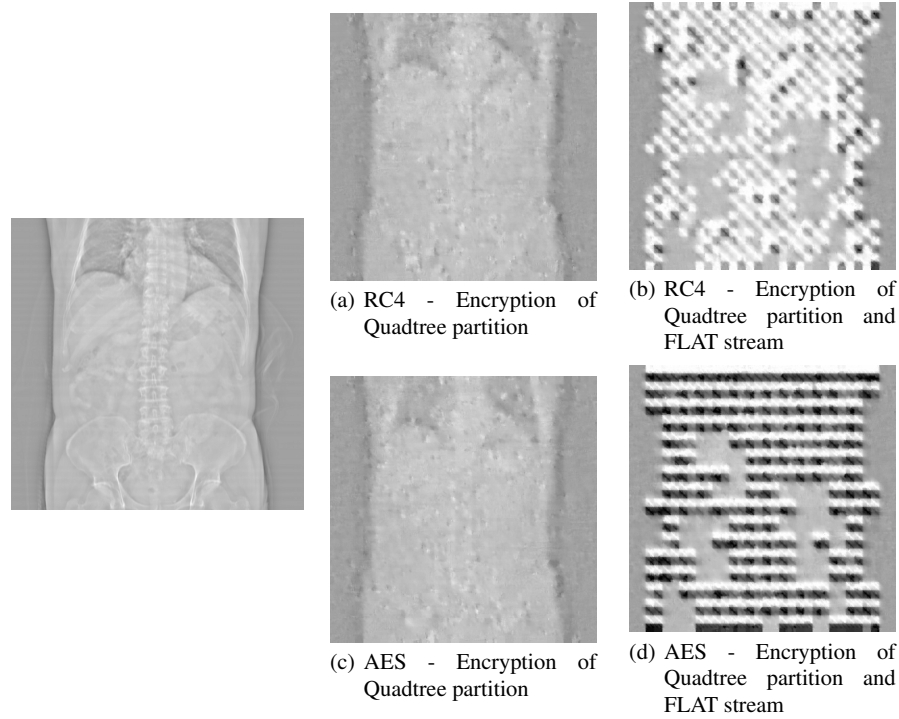 (a) RC4 - Encryption of
Quadtree partition
(b) RC4 - Encryption of
Quadtree partition and
FLAT stream
(c) AES - Encryption of
Quadtree partition
(d) AES - Encryption of
Quadtree partition and
FLAT stream